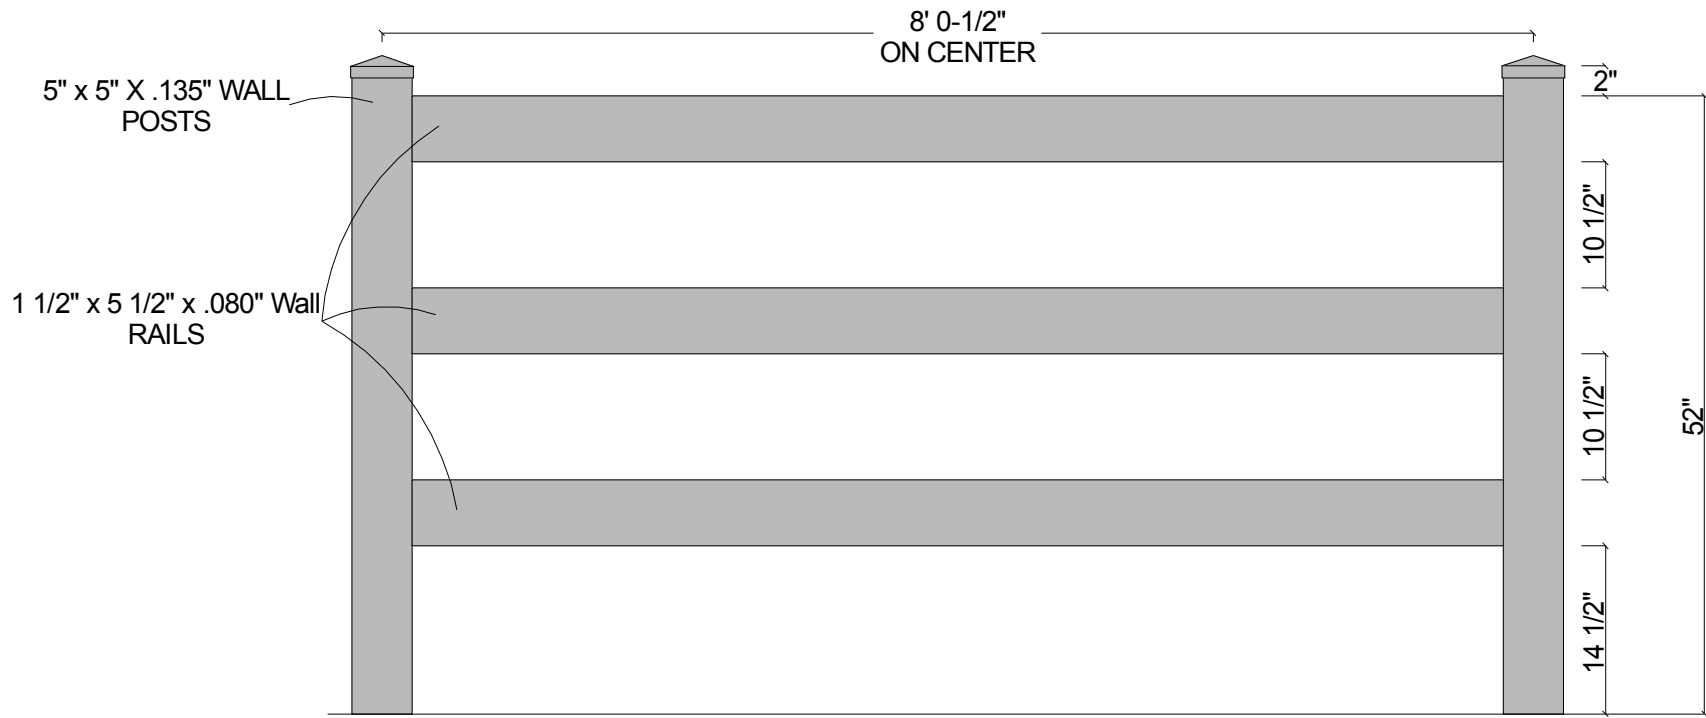 8' 0-1/2"
ON CENTER
5" x 5" X .135" WALL
POSTS
2"
10 1/2"
1 1/2" x 5 1/2" x .080" Wall
RAILS
10 1/2"
52"
14 1/2"